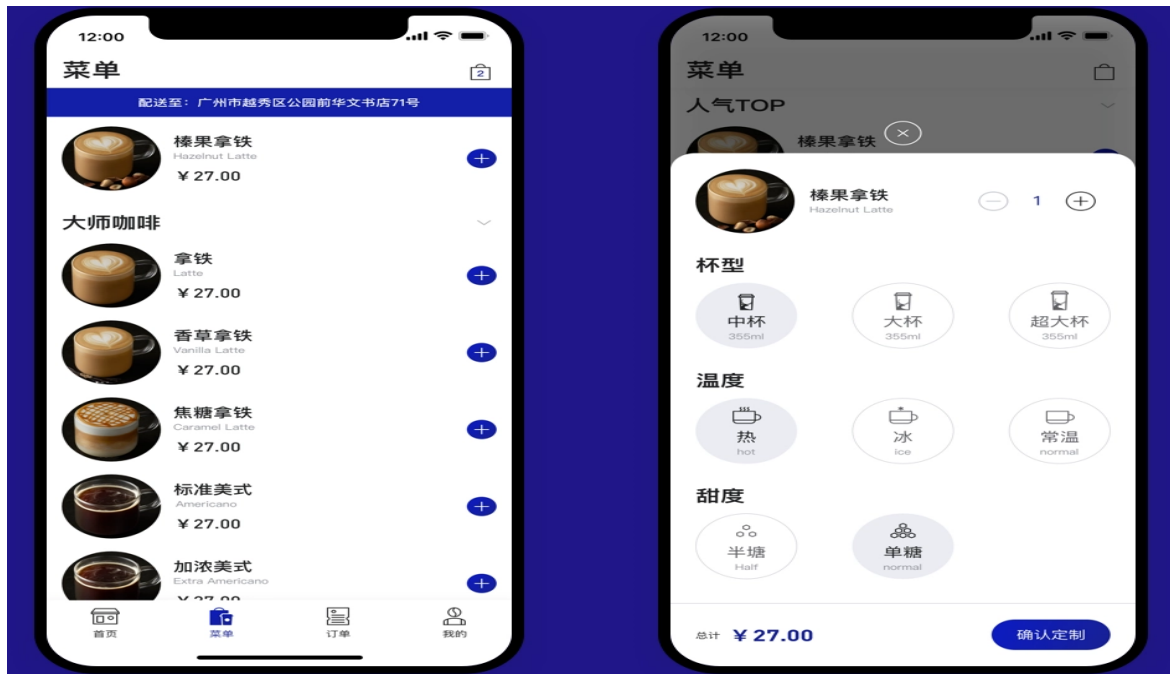 12:00
菜单
2
配送至：广州市越秀区公园前华文书店71号
榛果拿铁
Hazelnut Latte
¥ 27.00
大师咖啡
拿铁
Latte
¥ 27.00
香草拿铁
Vanilla Latte
¥ 27.00
焦糖拿铁
Caramel Latte
¥ 27.00
标准美式
Americano
¥ 27.00
加浓美式
Extra Americano
¥ 27.00
首页
菜单
订单
我的
12:00
菜单
人气TOP
榛果拿铁
榛果拿铁
Hazelnut Latte
1
杯型
中杯
355ml
大杯
355ml
超大杯
355ml
温度
热
hot
冰
Ice
常温
normal
甜度
半塘
Half
单糖
normal
总计 ¥ 27.00
确认定制